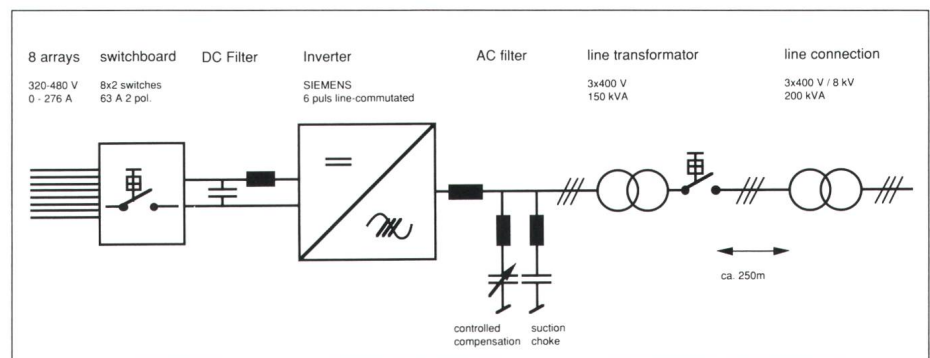 8 arrays
320-480 V
0 - 276 A
switchboard
8x2 switches
63 A 2 pol.
DC Filter
Inverter
SIEMENS
6 puls line-commutated
AC filter
line transformator
3x400 V
150 kVA
line connection
3x400 V / 8 kV
200 kVA
ca. 250m
controlled
compensation
suction
choke